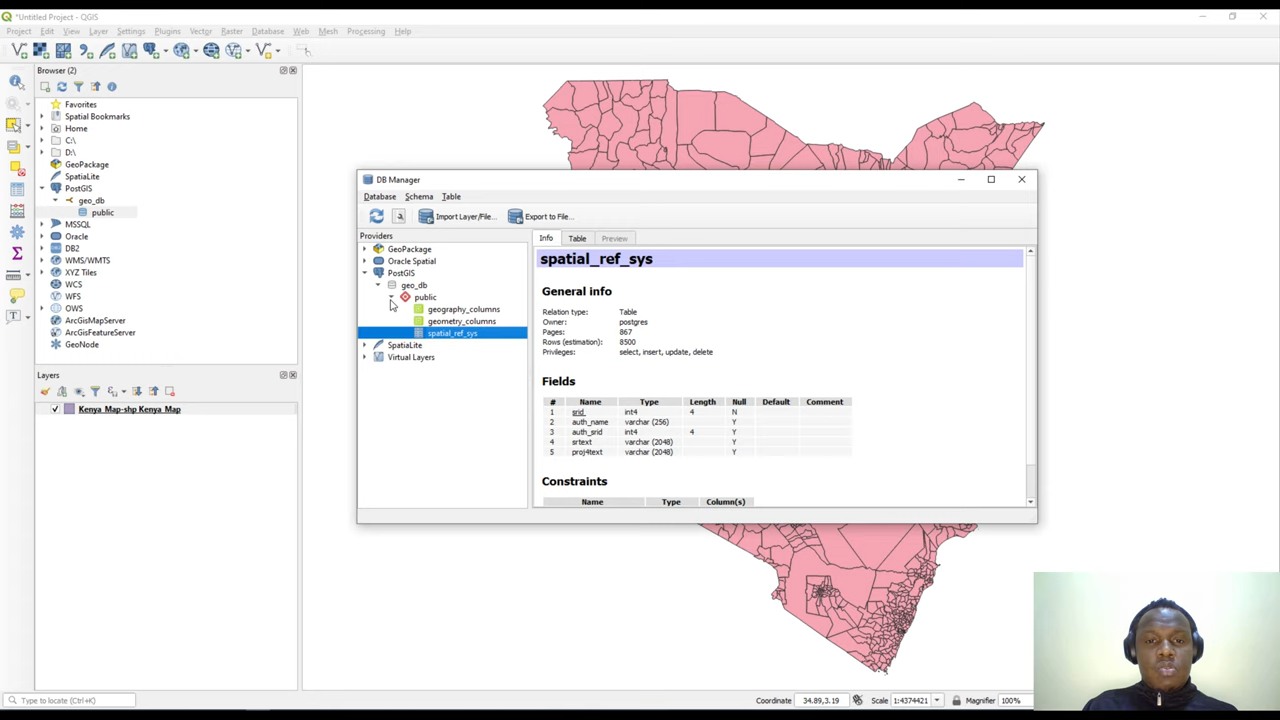 *Untitled Project — QGIS
Project Edit View Layer Settings Plugins Vector Raster Database Web Mesh Processing Help
Browser (2)
Favorites
Spatial Bookmarks
Home
C:\
D:\
GeoPackage
SpatiaLite
PostGIS
geo_db
public
MSSQL
Oracle
DB2
WMS/WMTS
XYZ Tiles
WCS
WFS
OWS
ArcGisMapServer
ArcGisFeatureServer
GeoNode
Layers
Kenya_Map-shp Kenya_Map
DB Manager
Database Schema Table
Import Layer/File... Export to File...
Providers
GeoPackage
Oracle Spatial
PostGIS
geo_db
public
geography_columns
geometry_columns
spatial_ref_sys
SpatiaLite
Virtual Layers
Info Table Preview
spatial_ref_sys
General info
Relation type: Table
Owner: postgres
Pages: 867
Rows (estimation): 8500
Privileges: select, insert, update, delete
Fields
# Name Type Length Null Default Comment
1 srid int4 4 N
2 auth_name varchar (256) Y
3 auth_srid int4 4 Y
4 srtext varchar (2048) Y
5 proj4text varchar (2048) Y
Constraints
Name Type Column(s)
Type to locate (Ctrl+K)
Coordinate 34.89,3.19 Scale 1:4374421 Magnifier 100%